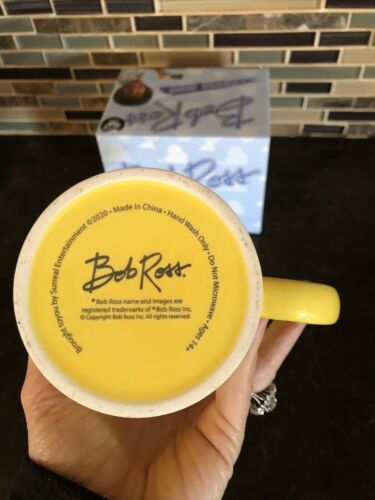 Bob Ross
Bob Ross
Brought to you by Surreal Entertainment ©2020 • Made in China • Hand Wash Only • Do Not Microwave • Ages 14+
Bob Ross.
® Bob Ross name and images are
registered trademarks of ® Bob Ross Inc.
© Copyright Bob Ross Inc. All rights reserved.